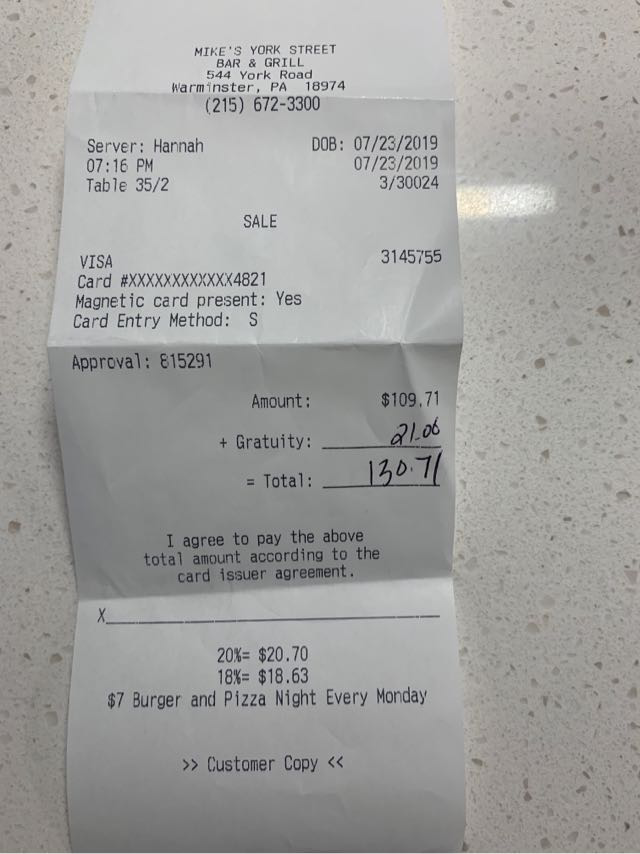 MIKE'S YORK STREET
BAR & GRILL
544 York Road
Warminster, PA 18974
(215) 672-3300
Server: Hannah DOB: 07/23/2019
07:16 PM 07/23/2019
Table 35/2 3/30024
SALE
VISA 3145755
Card #XXXXXXXXXXXX4821
Magnetic card present: Yes
Card Entry Method: S
Approval: 815291
Amount: $109.71
+ Gratuity: 21.00
= Total: 130.71
I agree to pay the above
total amount according to the
card issuer agreement.
X
20%= $20.70
18%= $18.63
$7 Burger and Pizza Night Every Monday
>> Customer Copy <<